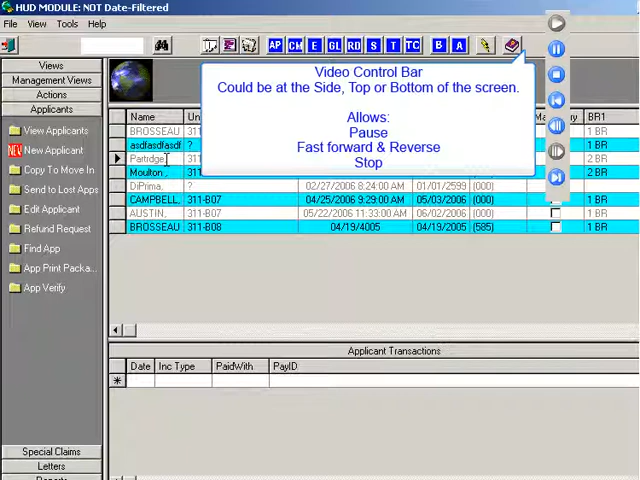 HUD MODULE: NOT Date-Filtered
File View Tools Help
AP CM E GL RD S T TC B A
Views
Management Views
Actions
Applicants
View Applicants
New Applicant
Copy To Move In
Send to Lost Apps
Edit Applicant
Refund Request
Find App
App Print Packa...
App Verify
Special Claims
Letters
Video Control Bar
Could be at the Side, Top or Bottom of the screen.
Allows:
Pause
Fast forward & Reverse
Stop
Name BR1
BROSSEAU 1 BR
asdfasdfasdf ? 1 BR
Partrdge, 2 BR
Moulton, 2 BR
DiPrima, ? 02/27/2006 8:24:00 AM 01/01/2599 (000) 2 BR
CAMPBELL, 311-B07 04/25/2006 9:29:00 AM 05/03/2006 (000) 1 BR
AUSTIN, 05/22/2006 11:33:00 AM 06/02/2006 (000) 1 BR
BROSSEAU 311-B08 04/19/4005 04/19/2005 (585) 1 BR
Applicant Transactions
Date Inc Type PaidWith PayID